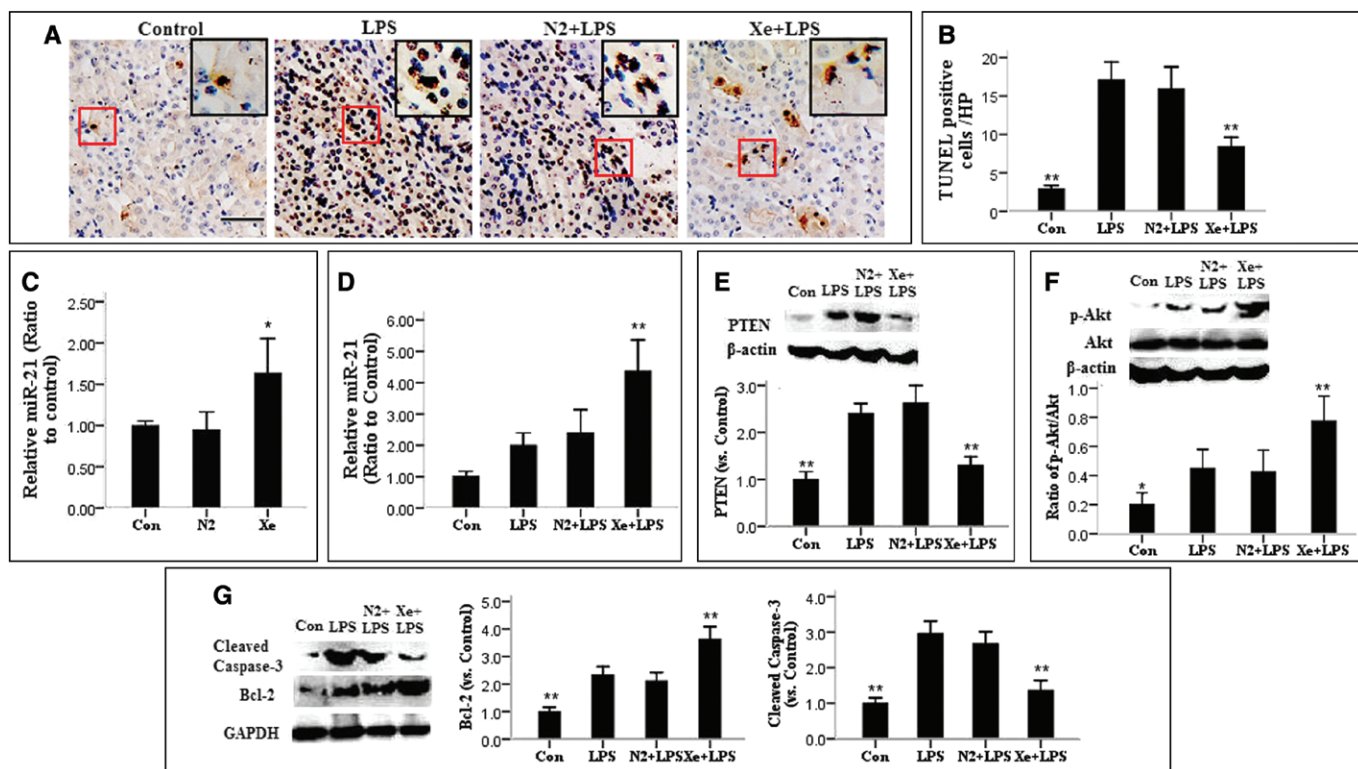 A
Control
LPS
N2+LPS
Xe+LPS
B
TUNEL positive
cells /HP
20
15
10
5
0
**
**
Con
LPS
N2+LPS
Xe+LPS
C
Relative miR-21 (Ratio
to control)
2.50
2.00
1.50
1.00
0.50
0.00
*
Con
N2
Xe
D
Relative miR-21
(Ratio to Control)
6.00
4.00
2.00
1.00
0.00
**
Con
LPS
N2+LPS
Xe+LPS
E
Con
LPS
N2+
LPS
Xe+
LPS
PTEN
β-actin
PTEN (vs. Control)
3.0
2.0
1.0
0.0
**
**
Con
LPS
N2+LPS
Xe+LPS
F
Con
LPS
N2+
LPS
Xe+
LPS
p-Akt
Akt
β-actin
Ratio of p-Akt/Akt
1.0
0.8
0.6
0.4
0.2
0.0
*
**
Con
LPS
N2+LPS
Xe+LPS
G
Con
LPS
N2+
LPS
Xe+
LPS
Cleaved
Caspase-3
Bcl-2
GAPDH
Bcl-2 (vs. Control)
5.0
4.0
3.0
2.0
1.0
0.0
**
**
Con
LPS
N2+LPS
Xe+LPS
Cleaved Caspase-3
(vs. Control)
4.0
3.0
2.0
1.0
0.0
**
**
Con
LPS
N2+LPS
Xe+LPS